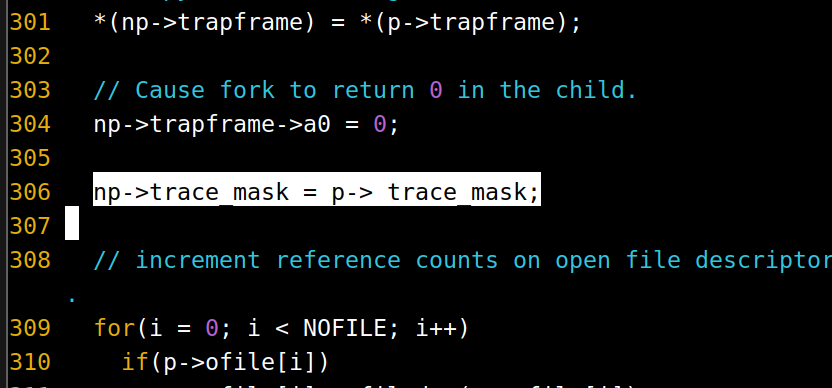 301 *(np->trapframe) = *(p->trapframe);
302
303 // Cause fork to return 0 in the child.
304 np->trapframe->a0 = 0;
305
306 np->trace_mask = p-> trace_mask;
307
308 // increment reference counts on open file descriptor
.
309 for(i = 0; i < NOFILE; i++)
310 if(p->ofile[i])